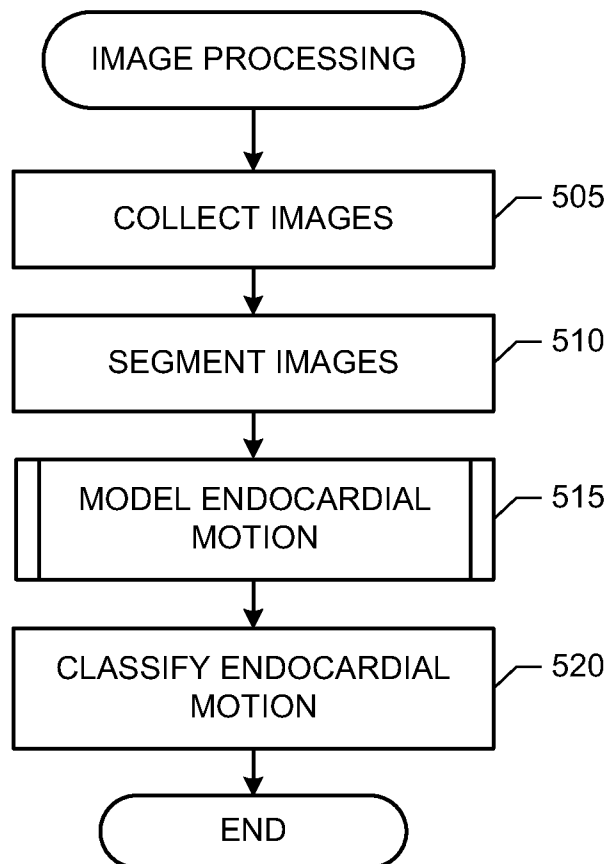 IMAGE PROCESSING
COLLECT IMAGES
505
SEGMENT IMAGES
510
MODEL ENDOCARDIAL
MOTION
515
CLASSIFY ENDOCARDIAL
MOTION
520
END